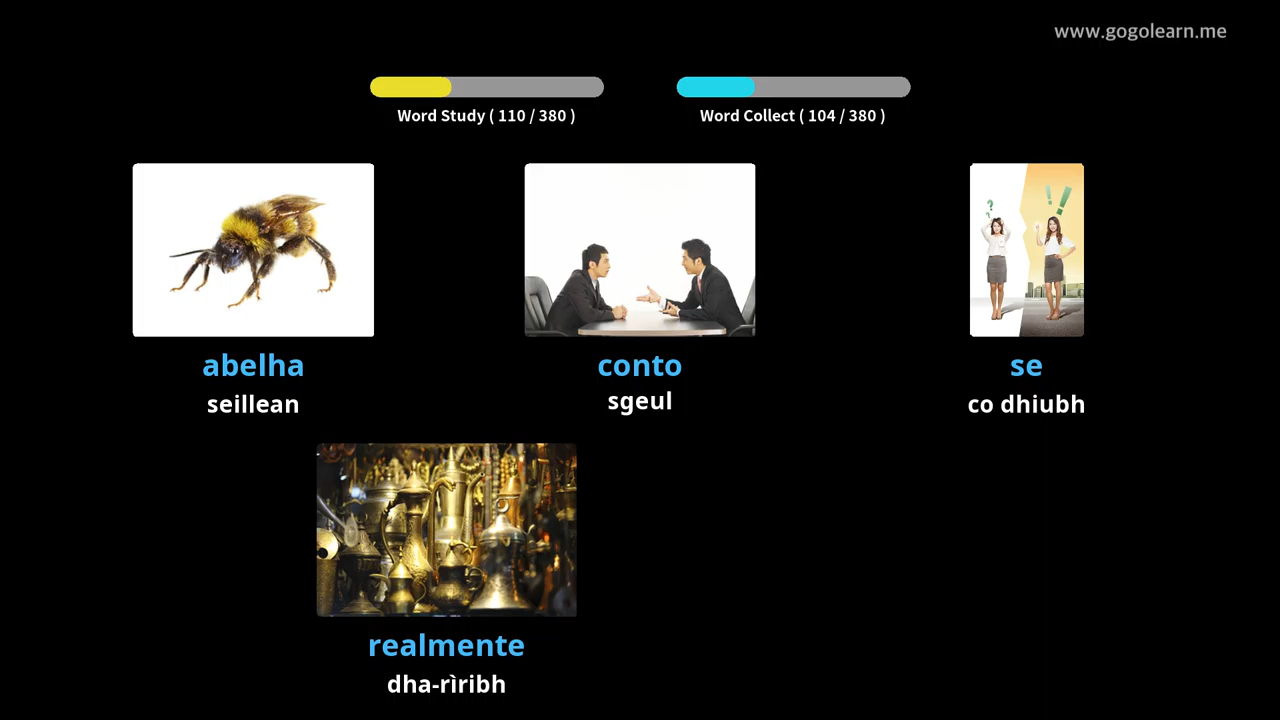 www.gogolearn.me
Word Study ( 110 / 380 )
Word Collect ( 104 / 380 )
abelha
seillean
conto
sgeul
se
co dhiubh
realmente
dha-rìribh